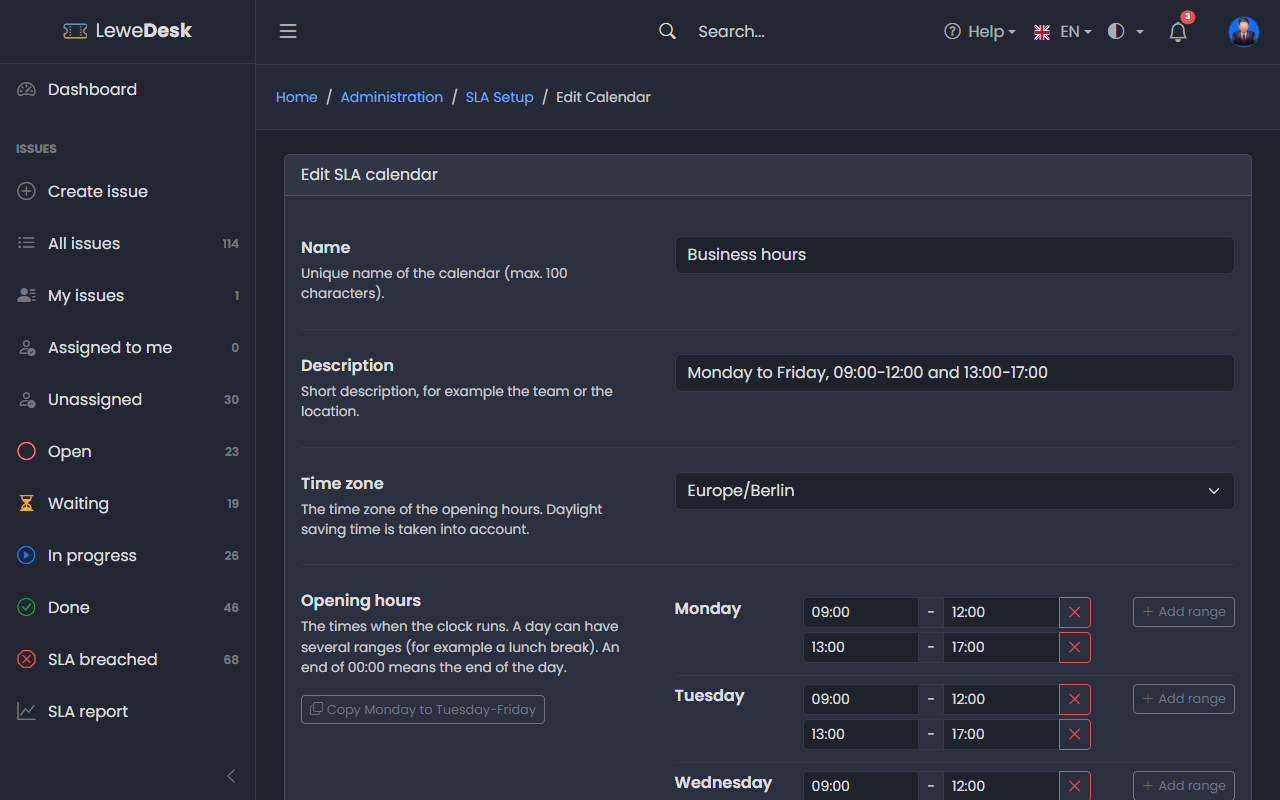 LeweDesk
Search...
Help
EN
3
Dashboard
Home / Administration / SLA Setup / Edit Calendar
ISSUES
Create issue
All issues 114
My issues 1
Assigned to me 0
Unassigned 30
Open 23
Waiting 19
In progress 26
Done 46
SLA breached 68
SLA report
Edit SLA calendar
Name
Unique name of the calendar (max. 100
characters).
Business hours
Description
Short description, for example the team or the
location.
Monday to Friday, 09:00-12:00 and 13:00-17:00
Time zone
The time zone of the opening hours. Daylight
saving time is taken into account.
Europe/Berlin
Opening hours
The times when the clock runs. A day can have
several ranges (for example a lunch break). An
end of 00:00 means the end of the day.
Copy Monday to Tuesday-Friday
Monday 09:00 - 12:00 Add range
13:00 - 17:00
Tuesday 09:00 - 12:00 Add range
13:00 - 17:00
Wednesday 09:00 - 12:00 Add range